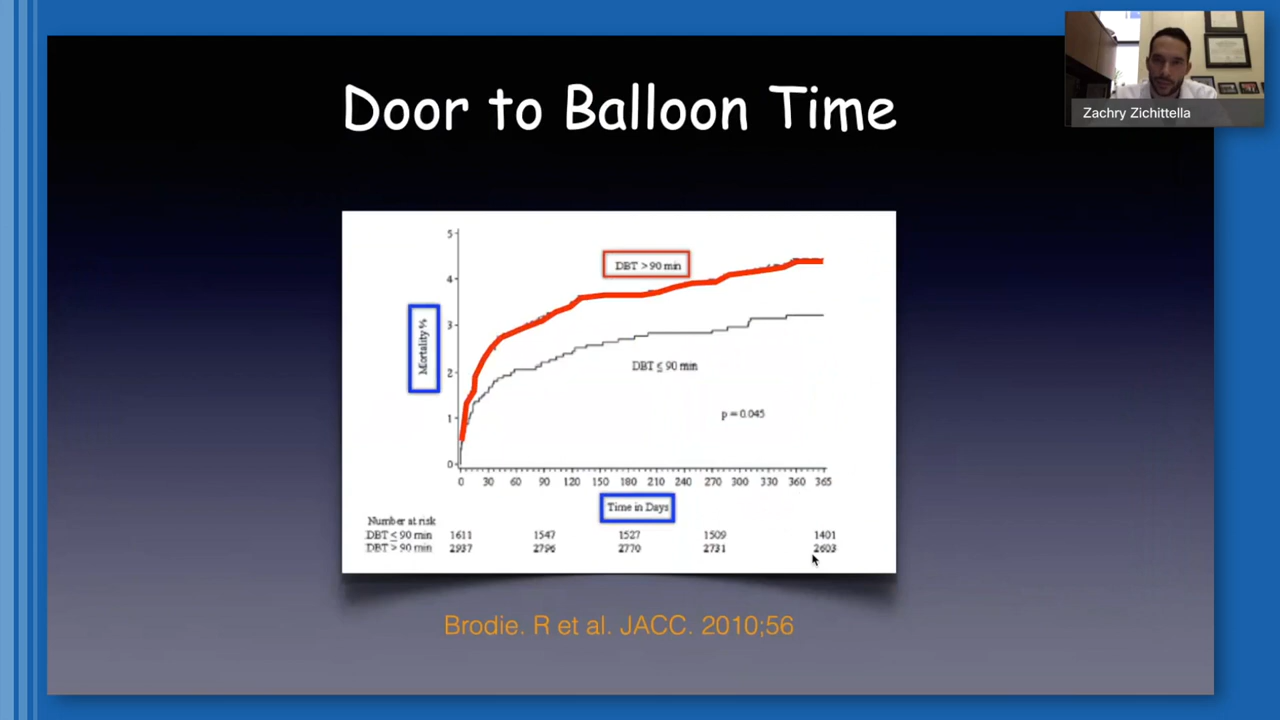 Zachry Zichittella
Door to Balloon Time
5
4
3
2
1
0
Mortality %
DBT > 90 min
DBT ≤ 90 min
p = 0.045
0 30 60 90 120 150 180 210 240 270 300 330 360 365
Time in Days
Number at risk
DBT ≤ 90 min 1611 1547 1527 1509 1401
DBT > 90 min 2937 2796 2770 2731 2603
Brodie. R et al. JACC. 2010;56